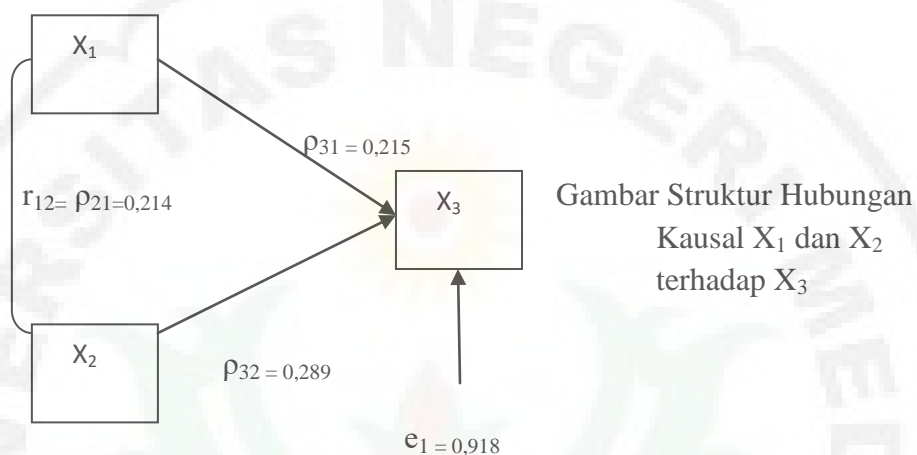 X₁
ρ₃₁ = 0,215
r₁₂= ρ₂₁=0,214
X₃
Gambar Struktur Hubungan
Kausal X₁ dan X₂
terhadap X₃
X₂
ρ₃₂ = 0,289
e₁ = 0,918